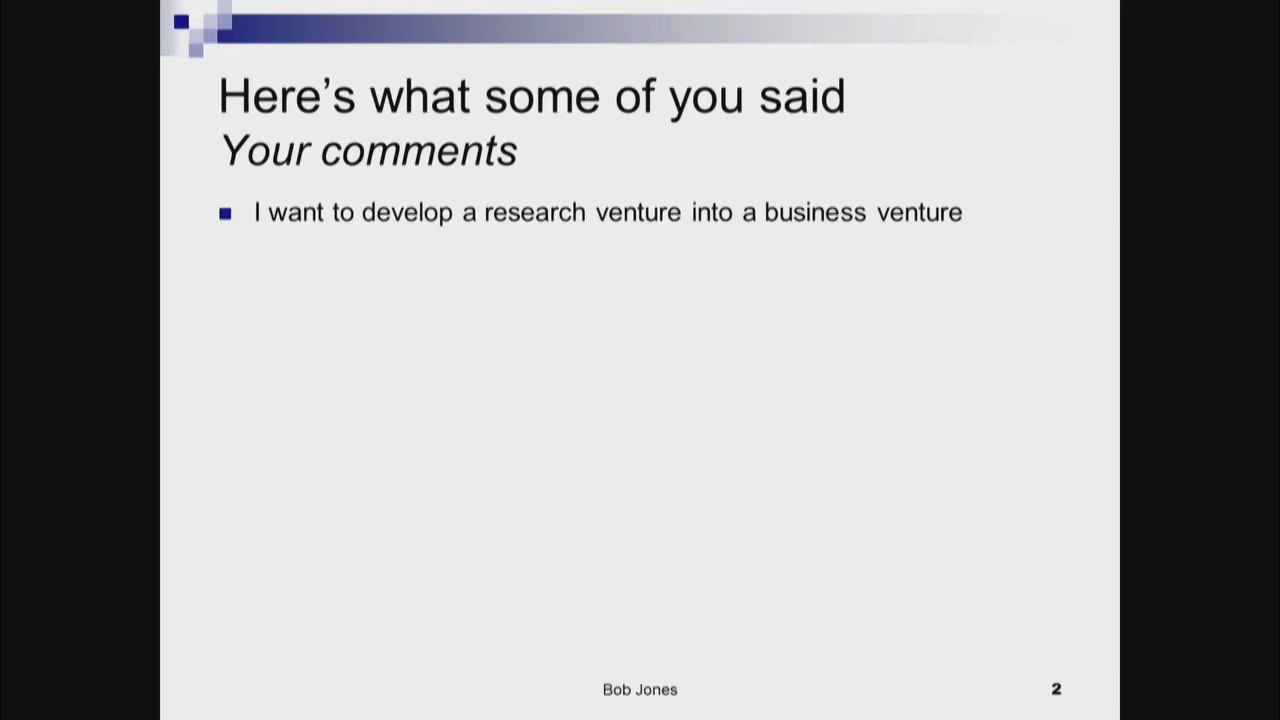 Here’s what some of you said
Your comments
I want to develop a research venture into a business venture
Bob Jones
2